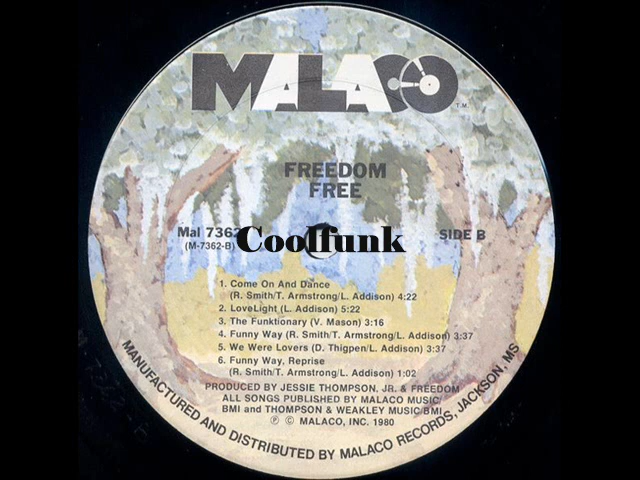 MALACO
T.M.
FREEDOM
FREE
Mal 7362
(M-7362-B)
Coolfunk
SIDE B
1. Come On And Dance
(R. Smith/T. Armstrong/L. Addison) 4:22
2. LoveLight (L. Addison) 5:22
3. The Funktionary (V. Mason) 3:16
4. Funny Way (R. Smith/T. Armstrong/L. Addison) 3:37
5. We Were Lovers (D. Thigpen/L. Addison) 3:37
6. Funny Way, Reprise
(R. Smith/T. Armstrong/L. Addison) 1:02
PRODUCED BY JESSIE THOMPSON, JR. & FREEDOM
ALL SONGS PUBLISHED BY MALACO MUSIC
BMI and THOMPSON & WEAKLEY MUSIC BMI
℗ © MALACO, INC. 1980
MANUFACTURED AND DISTRIBUTED BY MALACO RECORDS, JACKSON, MS